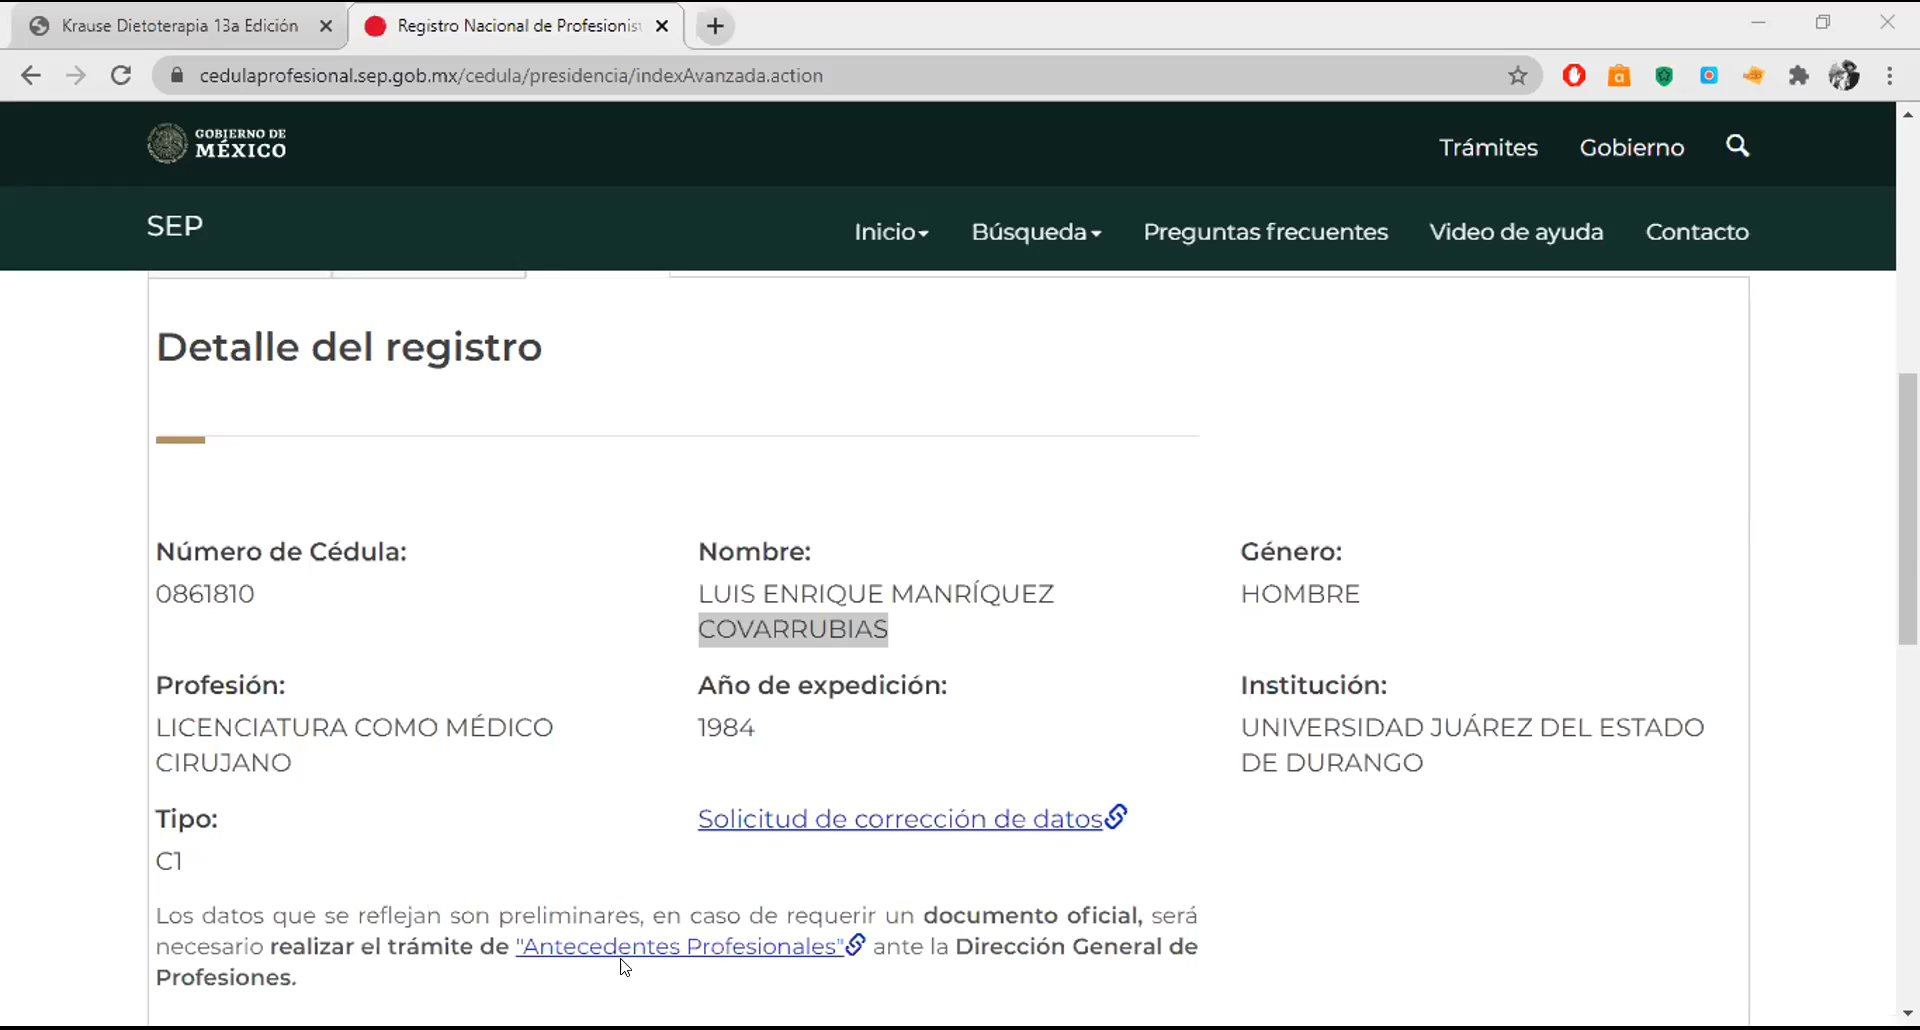 Krause Dietoterapia 13a Edición
Registro Nacional de Profesionist
cedulaprofesional.sep.gob.mx/cedula/presidencia/indexAvanzada.action
GOBIERNO DE
MÉXICO
Trámites
Gobierno
SEP
Inicio
Búsqueda
Preguntas frecuentes
Video de ayuda
Contacto
Detalle del registro
Número de Cédula:
Nombre:
Género:
0861810
LUIS ENRIQUE MANRÍQUEZ
HOMBRE
COVARRUBIAS
Profesión:
Año de expedición:
Institución:
LICENCIATURA COMO MÉDICO
1984
UNIVERSIDAD JUÁREZ DEL ESTADO
CIRUJANO
DE DURANGO
Tipo:
Solicitud de corrección de datos
C1
Los datos que se reflejan son preliminares, en caso de requerir un documento oficial, será
necesario realizar el trámite de "Antecedentes Profesionales" ante la Dirección General de
Profesiones.